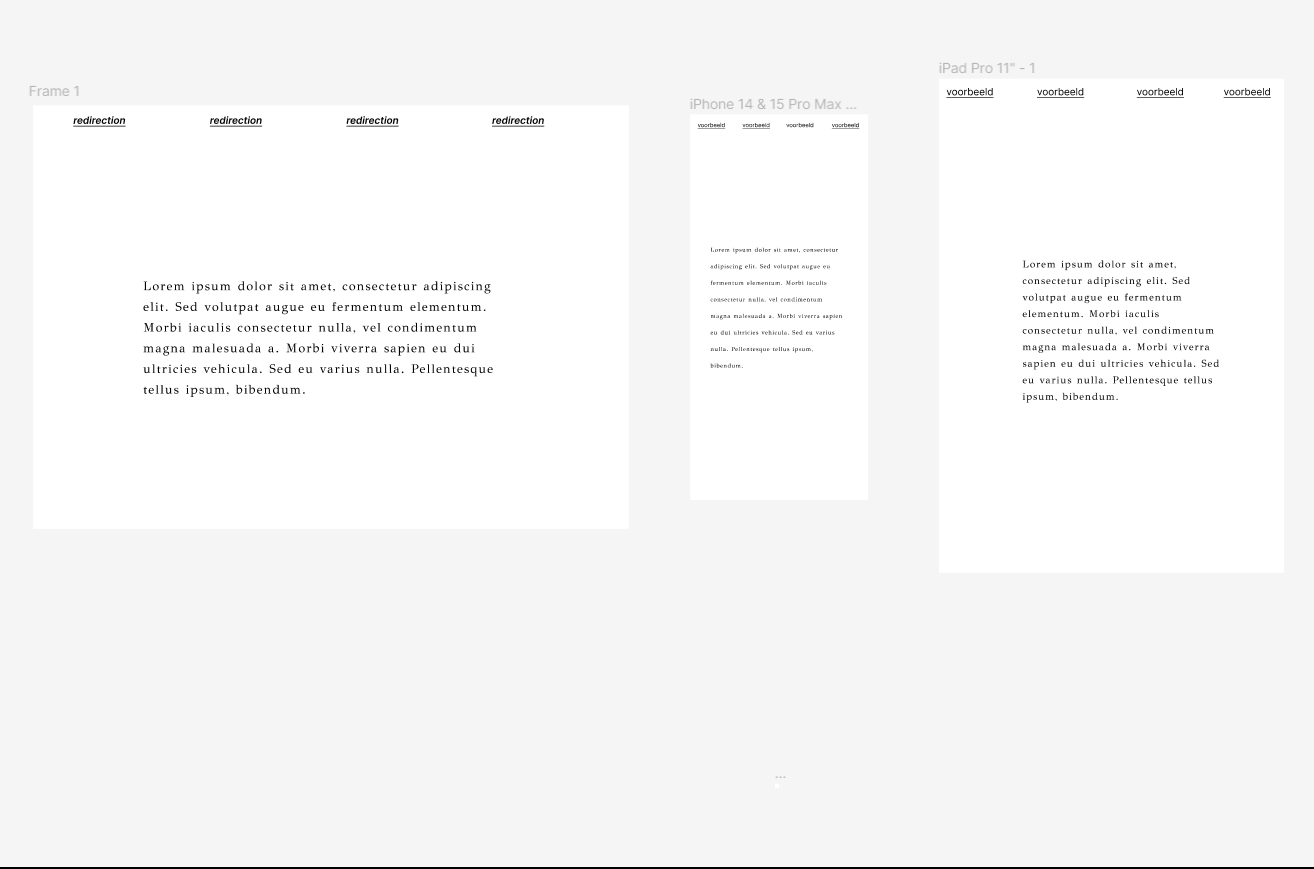 Frame 1
redirection redirection redirection redirection
Lorem ipsum dolor sit amet, consectetur adipiscing
elit. Sed volutpat augue eu fermentum elementum.
Morbi iaculis consectetur nulla, vel condimentum
magna malesuada a. Morbi viverra sapien eu dui
ultricies vehicula. Sed eu varius nulla. Pellentesque
tellus ipsum, bibendum.
iPhone 14 & 15 Pro Max ...
voorbeeld voorbeeld voorbeeld voorbeeld
Lorem ipsum dolor sit amet, consectetur
adipiscing elit. Sed volutpat augue eu
fermentum elementum. Morbi iaculis
consectetur nulla, vel condimentum
magna malesuada a. Morbi viverra sapien
eu dui ultricies vehicula. Sed eu varius
nulla. Pellentesque tellus ipsum,
bibendum.
iPad Pro 11" - 1
voorbeeld voorbeeld voorbeeld voorbeeld
Lorem ipsum dolor sit amet,
consectetur adipiscing elit. Sed
volutpat augue eu fermentum
elementum. Morbi iaculis
consectetur nulla, vel condimentum
magna malesuada a. Morbi viverra
sapien eu dui ultricies vehicula. Sed
eu varius nulla. Pellentesque tellus
ipsum, bibendum.
...